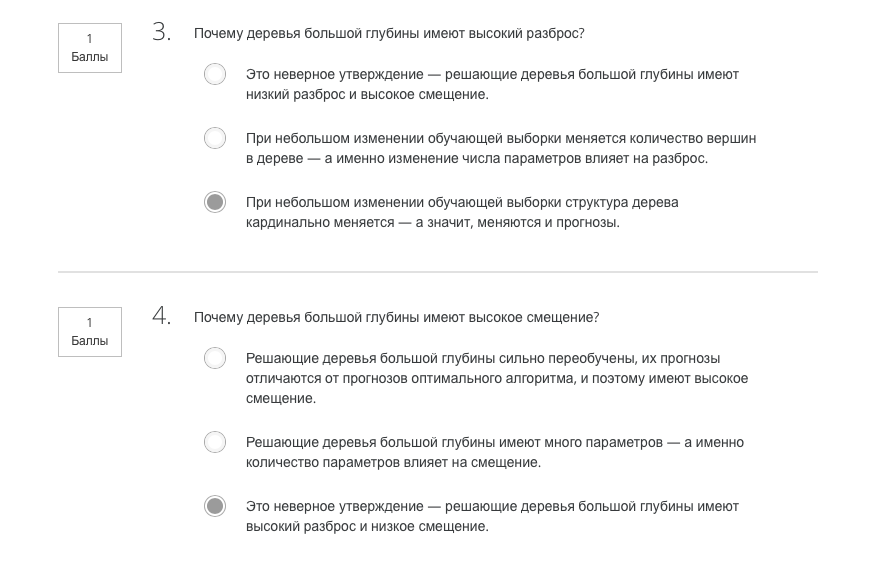 1
Баллы
3.
Почему деревья большой глубины имеют высокий разброс?
Это неверное утверждение — решающие деревья большой глубины имеют
низкий разброс и высокое смещение.
При небольшом изменении обучающей выборки меняется количество вершин
в дереве — а именно изменение числа параметров влияет на разброс.
При небольшом изменении обучающей выборки структура дерева
кардинально меняется — а значит, меняются и прогнозы.
1
Баллы
4.
Почему деревья большой глубины имеют высокое смещение?
Решающие деревья большой глубины сильно переобучены, их прогнозы
отличаются от прогнозов оптимального алгоритма, и поэтому имеют высокое
смещение.
Решающие деревья большой глубины имеют много параметров — а именно
количество параметров влияет на смещение.
Это неверное утверждение — решающие деревья большой глубины имеют
высокий разброс и низкое смещение.